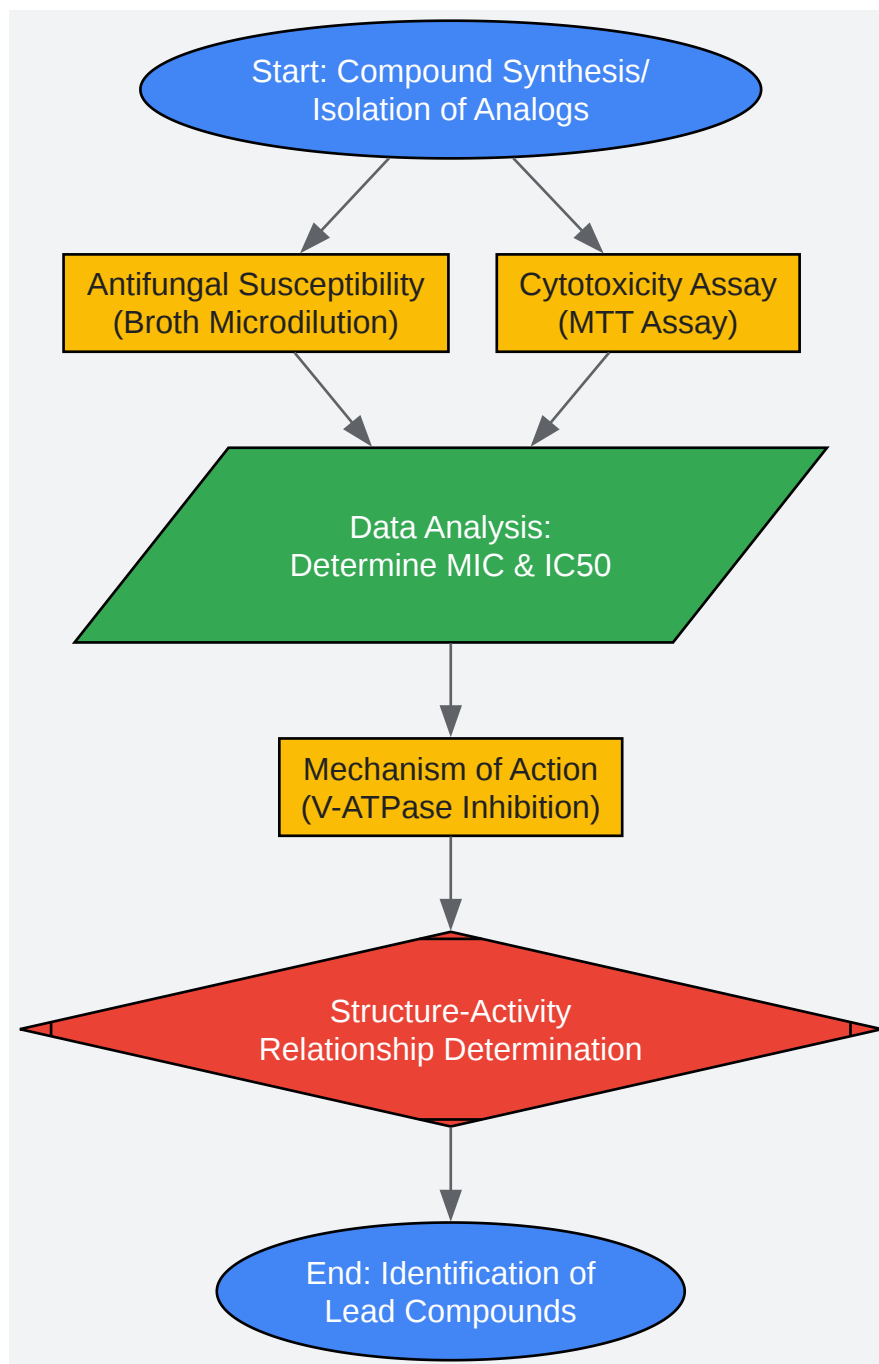 Start: Compound Synthesis/
Isolation of Analogs
Antifungal Susceptibility
(Broth Microdilution)
Cytotoxicity Assay
(MTT Assay)
Data Analysis:
Determine MIC & IC50
Mechanism of Action
(V-ATPase Inhibition)
Structure-Activity
Relationship Determination
End: Identification of
Lead Compounds